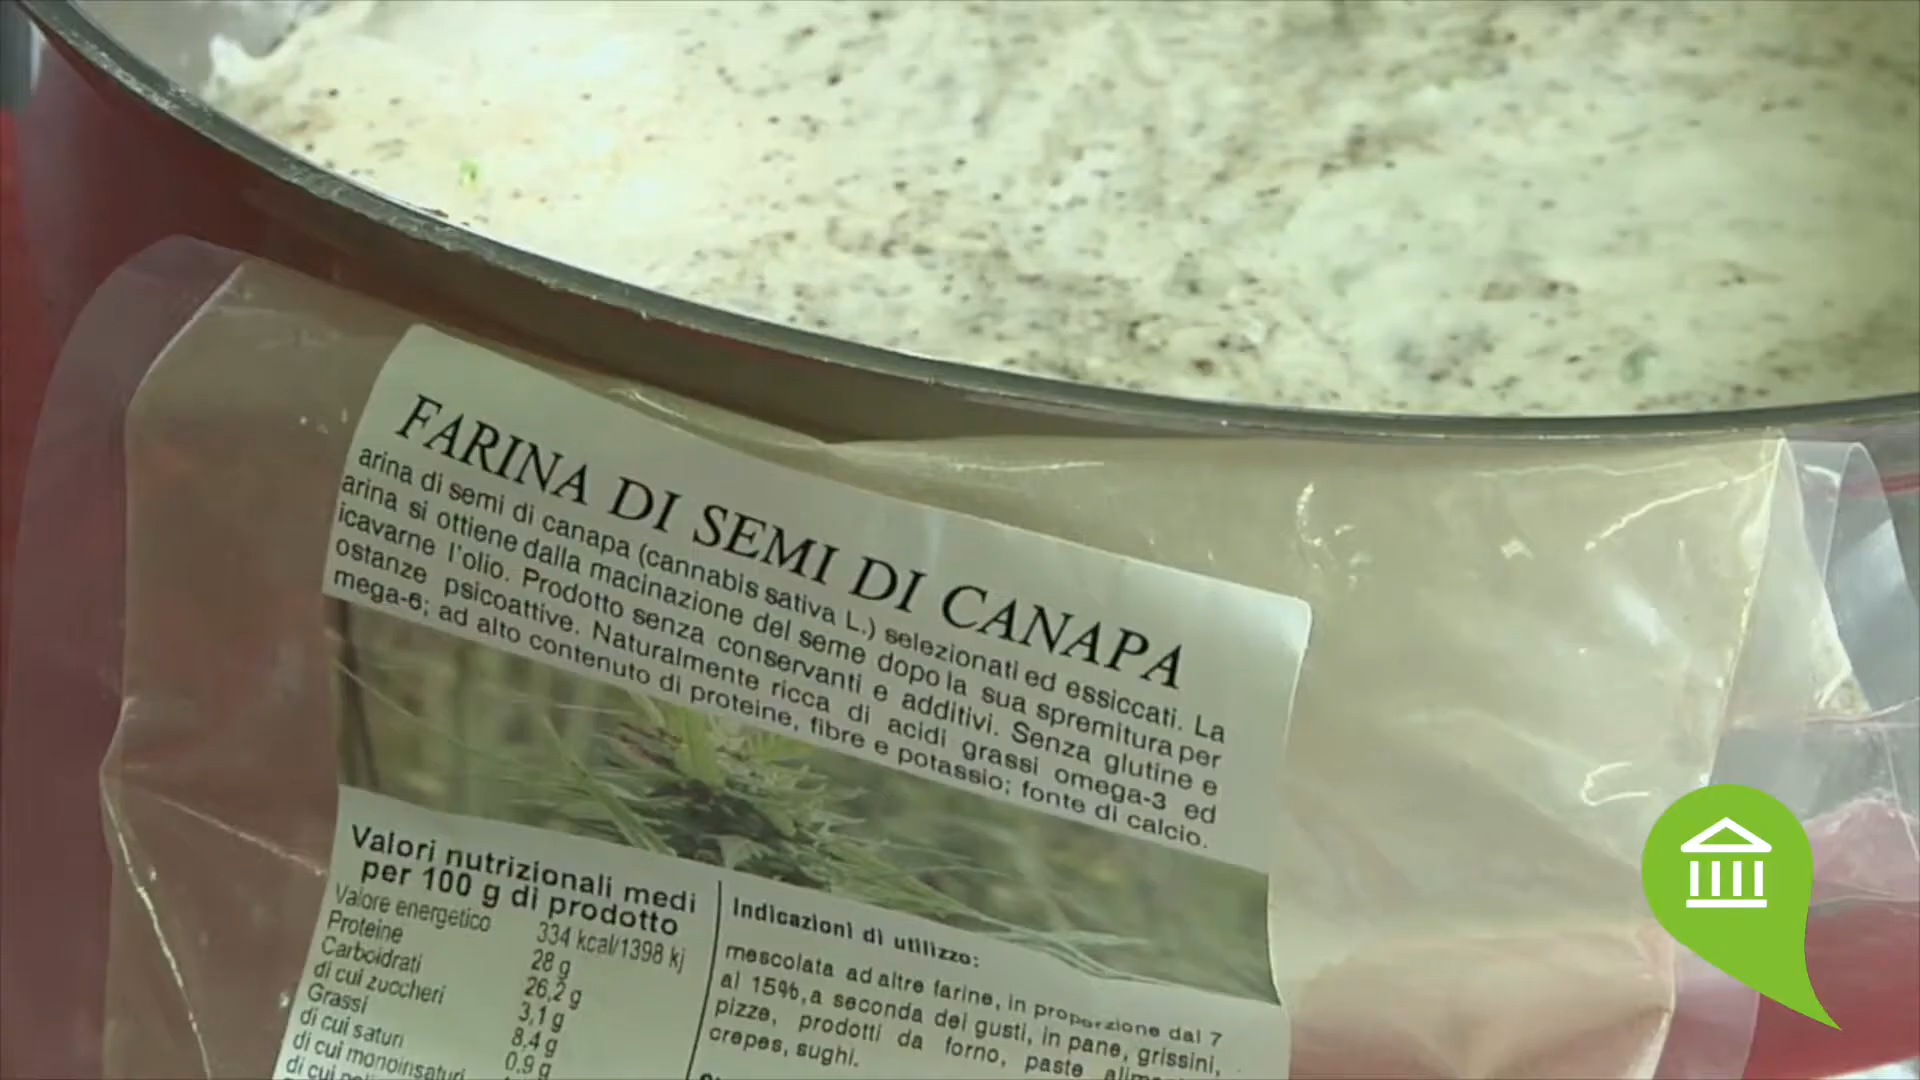 FARINA DI SEMI DI CANAPA
arina di semi di canapa (cannabis sativa L.) selezionati ed essiccati. La
arina si ottiene dalla macinazione del seme dopo la sua spremitura per
icavarne l'olio. Prodotto senza conservanti e additivi. Senza glutine e
ostanze psicoattive. Naturalmente ricca di acidi grassi omega-3 ed
mega-6; ad alto contenuto di proteine, fibre e potassio; fonte di calcio.
Valori nutrizionali medi
per 100 g di prodotto
Valore energetico 334 kcal/1398 kj
Proteine 28 g
Carboidrati 26,2 g
di cui zuccheri 3,1 g
Grassi 8,4 g
di cui saturi 0,9 g
di cui monoinsaturi
di cui
Indicazioni di utilizzo:
mescolata ad altre farine, in proporzione dal 7
al 15%, a seconda dei gusti, in pane, grissini,
pizze, prodotti da forno, paste
crepes, sughi.